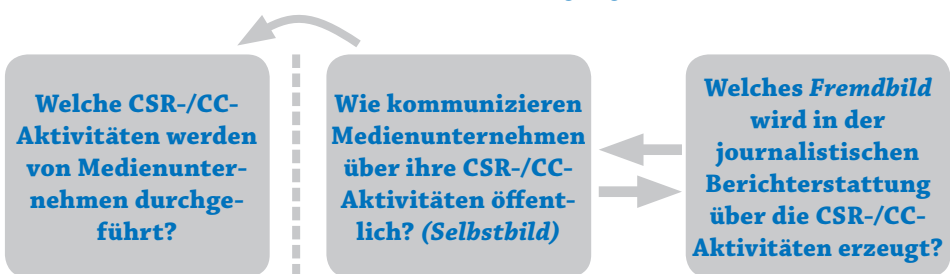 Welche CSR-/CC-
Aktivitäten werden
von Medienunter-
nehmen durchge-
führt?
Wie kommunizieren
Medienunternehmen
über ihre CSR-/CC-
Aktivitäten öffent-
lich? (Selbstbild)
Welches Fremdbild
wird in der
journalistischen
Berichterstattung
über die CSR-/CC-
Aktivitäten erzeugt?